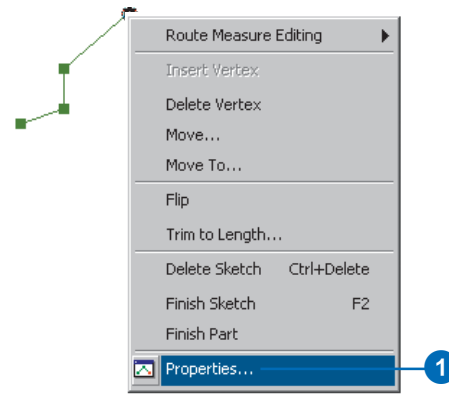 Route Measure Editing
Insert Vertex
Delete Vertex
Move...
Move To...
Flip
Trim to Length...
Delete Sketch Ctrl+Delete
Finish Sketch F2
Finish Part
Properties... 1